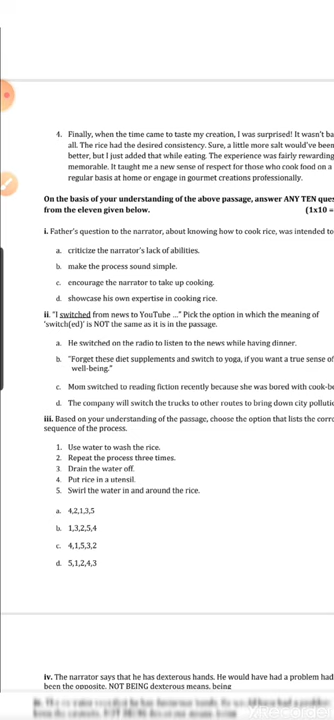 4. Finally, when the time came to taste my creation, I was surprised! It wasn't ba
all. The rice had the desired consistency. Sure, a little more salt would've been
better, but I just added that while eating. The experience was fairly rewarding
memorable. It taught me a new sense of respect for those who cook food on a
regular basis at home or engage in gourmet creations professionally.
On the basis of your understanding of the above passage, answer ANY TEN ques
from the eleven given below. (1x10 =
i. Father's question to the narrator, about knowing how to cook rice, was intended to
a. criticize the narrator's lack of abilities.
b. make the process sound simple.
c. encourage the narrator to take up cooking.
d. showcase his own expertise in cooking rice.
ii. "I switched from news to YouTube ..." Pick the option in which the meaning of
'switch(ed)' is NOT the same as it is in the passage.
a. He switched on the radio to listen to the news while having dinner.
b. "Forget these diet supplements and switch to yoga, if you want a true sense of
well-being."
c. Mom switched to reading fiction recently because she was bored with cook-b
d. The company will switch the trucks to other routes to bring down city polluti
iii. Based on your understanding of the passage, choose the option that lists the corr
sequence of the process.
1. Use water to wash the rice.
2. Repeat the process three times.
3. Drain the water off.
4. Put rice in a utensil.
5. Swirl the water in and around the rice.
a. 4,2,1,3,5
b. 1,3,2,5,4
c. 4,1,5,3,2
d. 5,1,2,4,3
iv. The narrator says that he has dexterous hands. He would have had a problem had
been the opposite. NOT BEING dexterous means, being